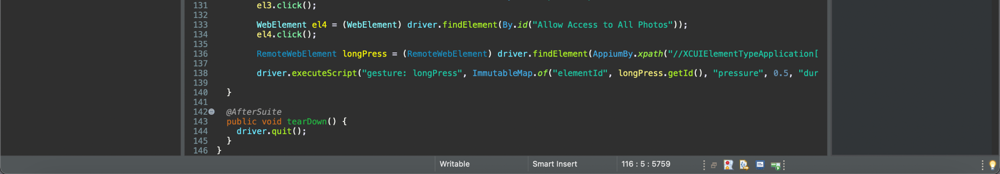 131 el3.click();
132
133 WebElement el4 = (WebElement) driver.findElement(By.id("Allow Access to All Photos"));
134 el4.click();
135
136 RemoteWebElement longPress = (RemoteWebElement) driver.findElement(AppiumBy.xpath("//XCUIElementTypeApplication[
137
138 driver.executeScript("gesture: longPress", ImmutableMap.of("elementId", longPress.getId(), "pressure", 0.5, "dur
139
140 }
141
142 @AfterSuite
143 public void tearDown() {
144 driver.quit();
145 }
146 }
Writable Smart Insert 116 : 5 : 5759